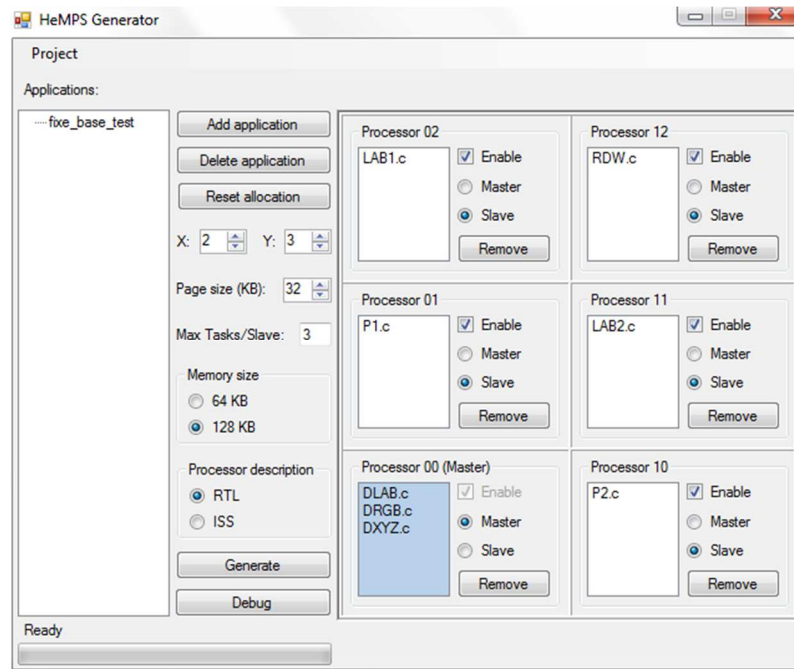 HeMPS Generator
Project
Applications:
fixe_base_test
Add application
Delete application
Reset allocation
X: 2 Y: 3
Page size (KB): 32
Max Tasks/Slave: 3
Memory size
64 KB
128 KB
Processor description
RTL
ISS
Generate
Debug
Processor 02
LAB1.c
Enable
Master
Slave
Remove
Processor 12
RDW.c
Enable
Master
Slave
Remove
Processor 01
P1.c
Enable
Master
Slave
Remove
Processor 11
LAB2.c
Enable
Master
Slave
Remove
Processor 00 (Master)
DLAB.c
DRGB.c
DXYZ.c
Enable
Master
Slave
Remove
Processor 10
P2.c
Enable
Master
Slave
Remove
Ready